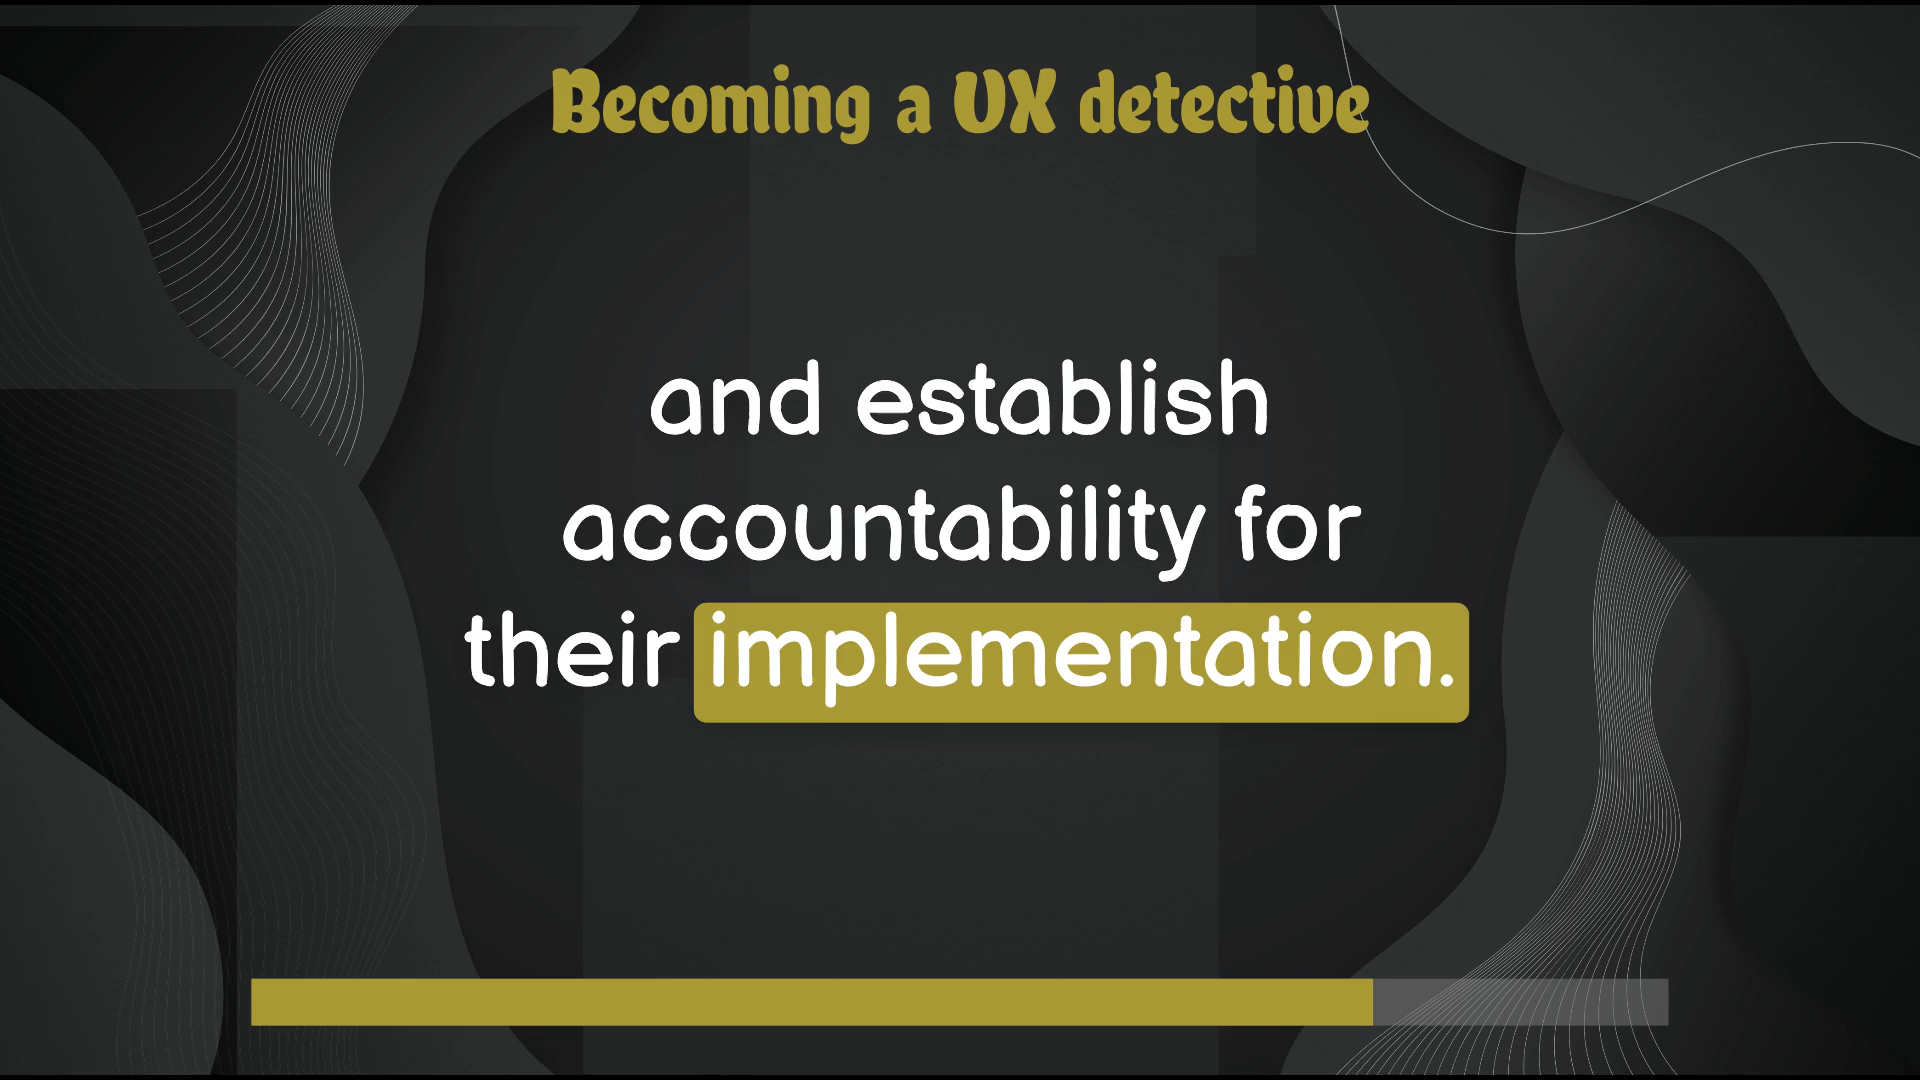 Becoming a UX detective
and establish
accountability for
their implementation.